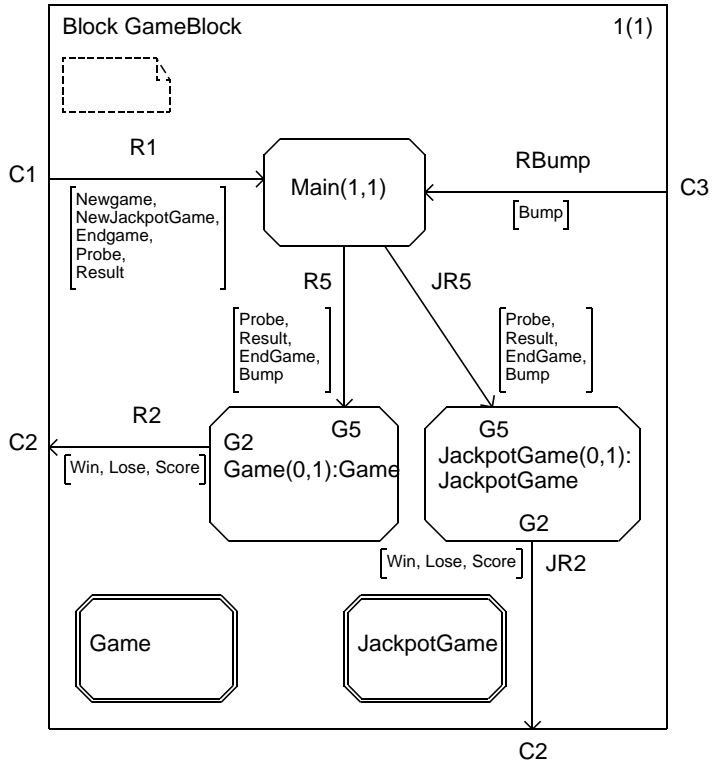 Block GameBlock
1(1)
R1
RBump
C1
Main(1,1)
C3
[Newgame,
NewJackpotGame,
Endgame,
Probe,
Result]
[Bump]
R5
JR5
[Probe,
Result,
EndGame,
Bump]
[Probe,
Result,
EndGame,
Bump]
R2
C2
[Win, Lose, Score]
G2
G5
Game(0,1):Game
G5
JackpotGame(0,1):
JackpotGame
G2
[Win, Lose, Score]
JR2
Game
JackpotGame
C2